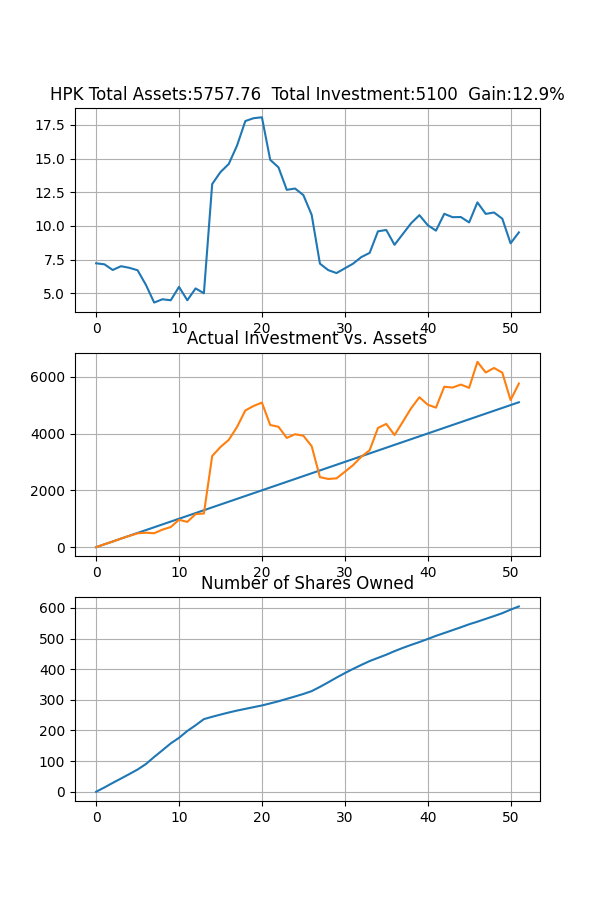 HPK Total Assets:5757.76  Total Investment:5100  Gain:12.9%
17.5
15.0
12.5
10.0
7.5
5.0
0 10 20 30 40 50
Actual Investment vs. Assets
6000
4000
2000
0
0 10 20 30 40 50
Number of Shares Owned
600
500
400
300
200
100
0
0 10 20 30 40 50